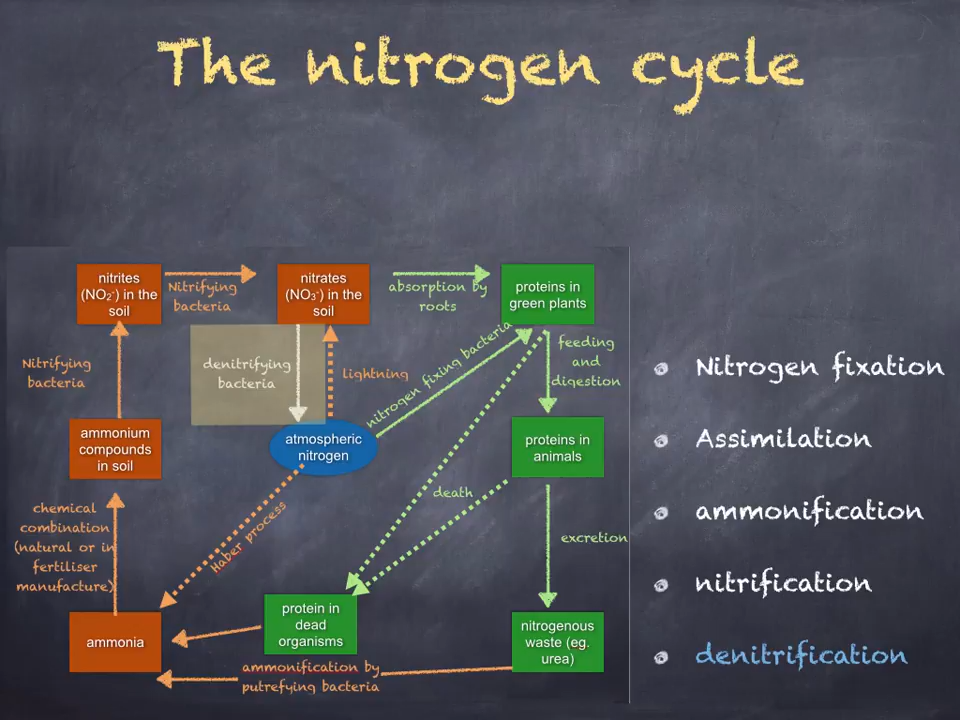 The nitrogen cycle
nitrites
(NO₂⁻) in the
soil
Nitrifying
bacteria
nitrates
(NO₃⁻) in the
soil
absorption by
roots
proteins in
green plants
Nitrifying
bacteria
denitrifying
bacteria
lightning
nitrogen fixing bacteria
feeding
and
digestion
ammonium
compounds
in soil
atmospheric
nitrogen
proteins in
animals
chemical
combination
(natural or in
fertiliser
manufacture)
Haber process
death
excretion
ammonia
protein in
dead
organisms
nitrogenous
waste (eg.
urea)
ammonification by
putrefying bacteria
Nitrogen fixation
Assimilation
ammonification
nitrification
denitrification